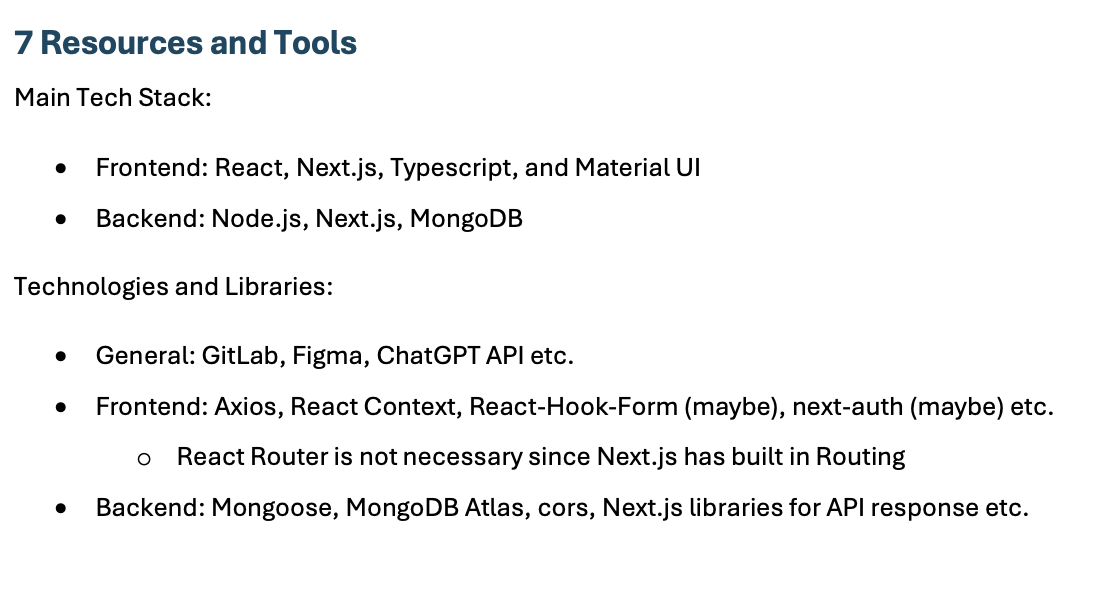 7 Resources and Tools
Main Tech Stack:
• Frontend: React, Next.js, Typescript, and Material UI
• Backend: Node.js, Next.js, MongoDB
Technologies and Libraries:
• General: GitLab, Figma, ChatGPT API etc.
• Frontend: Axios, React Context, React-Hook-Form (maybe), next-auth (maybe) etc.
o React Router is not necessary since Next.js has built in Routing
• Backend: Mongoose, MongoDB Atlas, cors, Next.js libraries for API response etc.